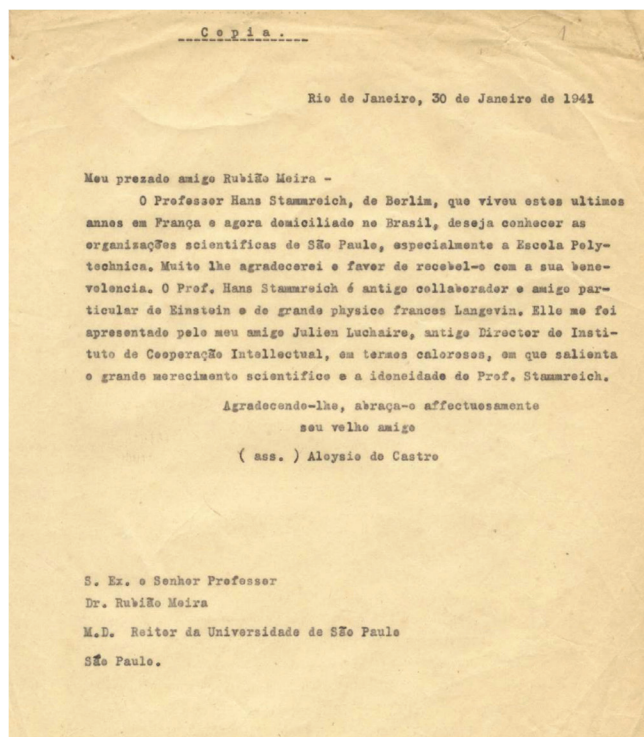 Copia.
1
Rio de Janeiro, 30 de Janeiro de 1941
Meu prezado amigo Rubião Meira -
O Professor Hans Stammreich, de Berlim, que viveu estes ultimos
annos em França e agora domiciliado no Brasil, deseja conhecer as
organizações scientificas de São Paulo, especialmente a Escola Poly-
technica. Muito lhe agradecerei o favor de recebel-o com a sua bene-
volencia. O Prof. Hans Stammreich é antigo collaborador e amigo par-
ticular de Einstein e do grande physico frances Langevin. Elle me foi
apresentado pelo meu amigo Julien Luchaire, antigo Director do Insti-
tuto de Cooperação Intellectual, em termos calorosos, em que salienta
o grande merecimento scientifico e a idoneidade do Prof. Stammreich.
Agradecendo-lhe, abraça-o affectuosamente
seu velho amigo
( ass. ) Aloysio de Castro
S. Ex. o Senhor Professor
Dr. Rubião Meira
M.D. Reitor da Universidade de São Paulo
São Paulo.